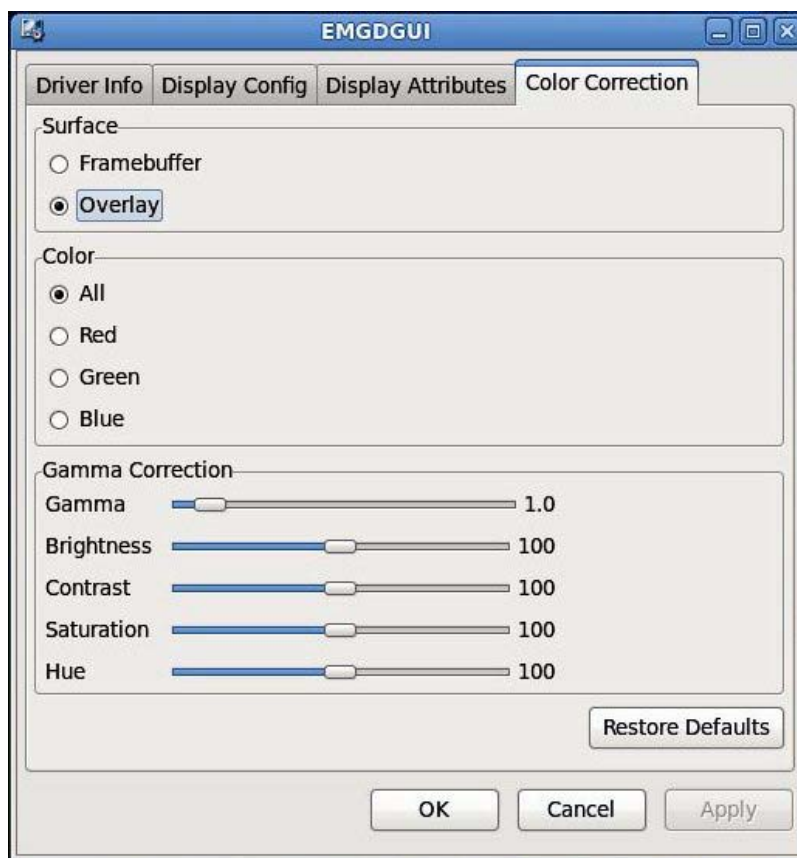 EMGDGUI
Driver Info Display Config Display Attributes Color Correction
Surface
Framebuffer
Overlay
Color
All
Red
Green
Blue
Gamma Correction
Gamma 1.0
Brightness 100
Contrast 100
Saturation 100
Hue 100
Restore Defaults
OK Cancel Apply